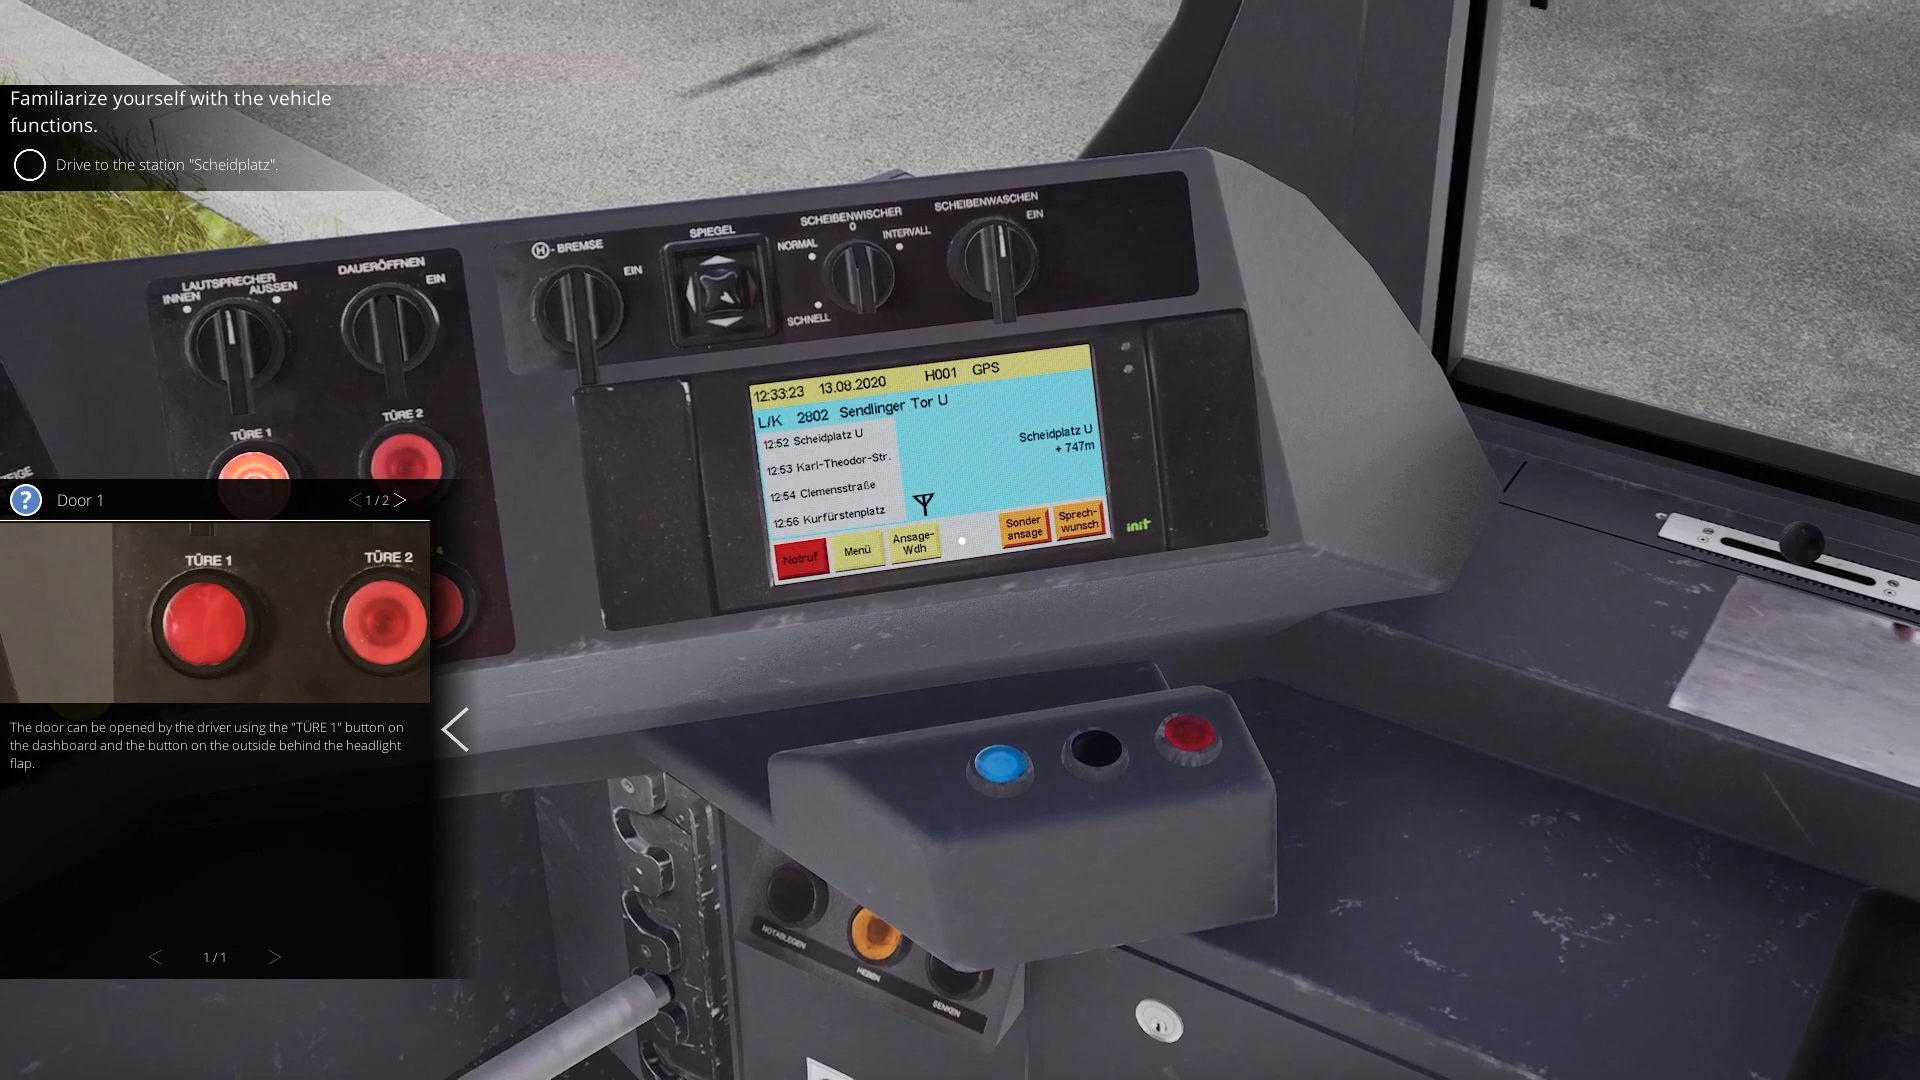 Familiarize yourself with the vehicle
functions.
Drive to the station "Scheidplatz".
LAUTSPRECHER
INNEN
AUSSEN
DAUERÖFFNEN
EIN
H - BREMSE
EIN
SPIEGEL
SCHEIBENWISCHER
0
NORMAL
INTERVALL
SCHNELL
SCHEIBENWASCHEN
EIN
TÜRE 1
TÜRE 2
12:33:23 13.08.2020 H001 GPS
L/K 2802 Sendlinger Tor U
12:52 Scheidplatz U
12:53 Karl-Theodor-Str.
12:54 Clemensstraße
12:56 Kurfürstenplatz
Scheidplatz U
+ 747m
Notruf
Menü
Ansage-
Wdh
Sonder
ansage
Sprech-
wunsch
init
? Door 1
1 / 2
TÜRE 1
TÜRE 2
The door can be opened by the driver using the "TÜRE 1" button on
the dashboard and the button on the outside behind the headlight
flap.
1 / 1
NOTABLEGEN
HEBEN
SENKEN